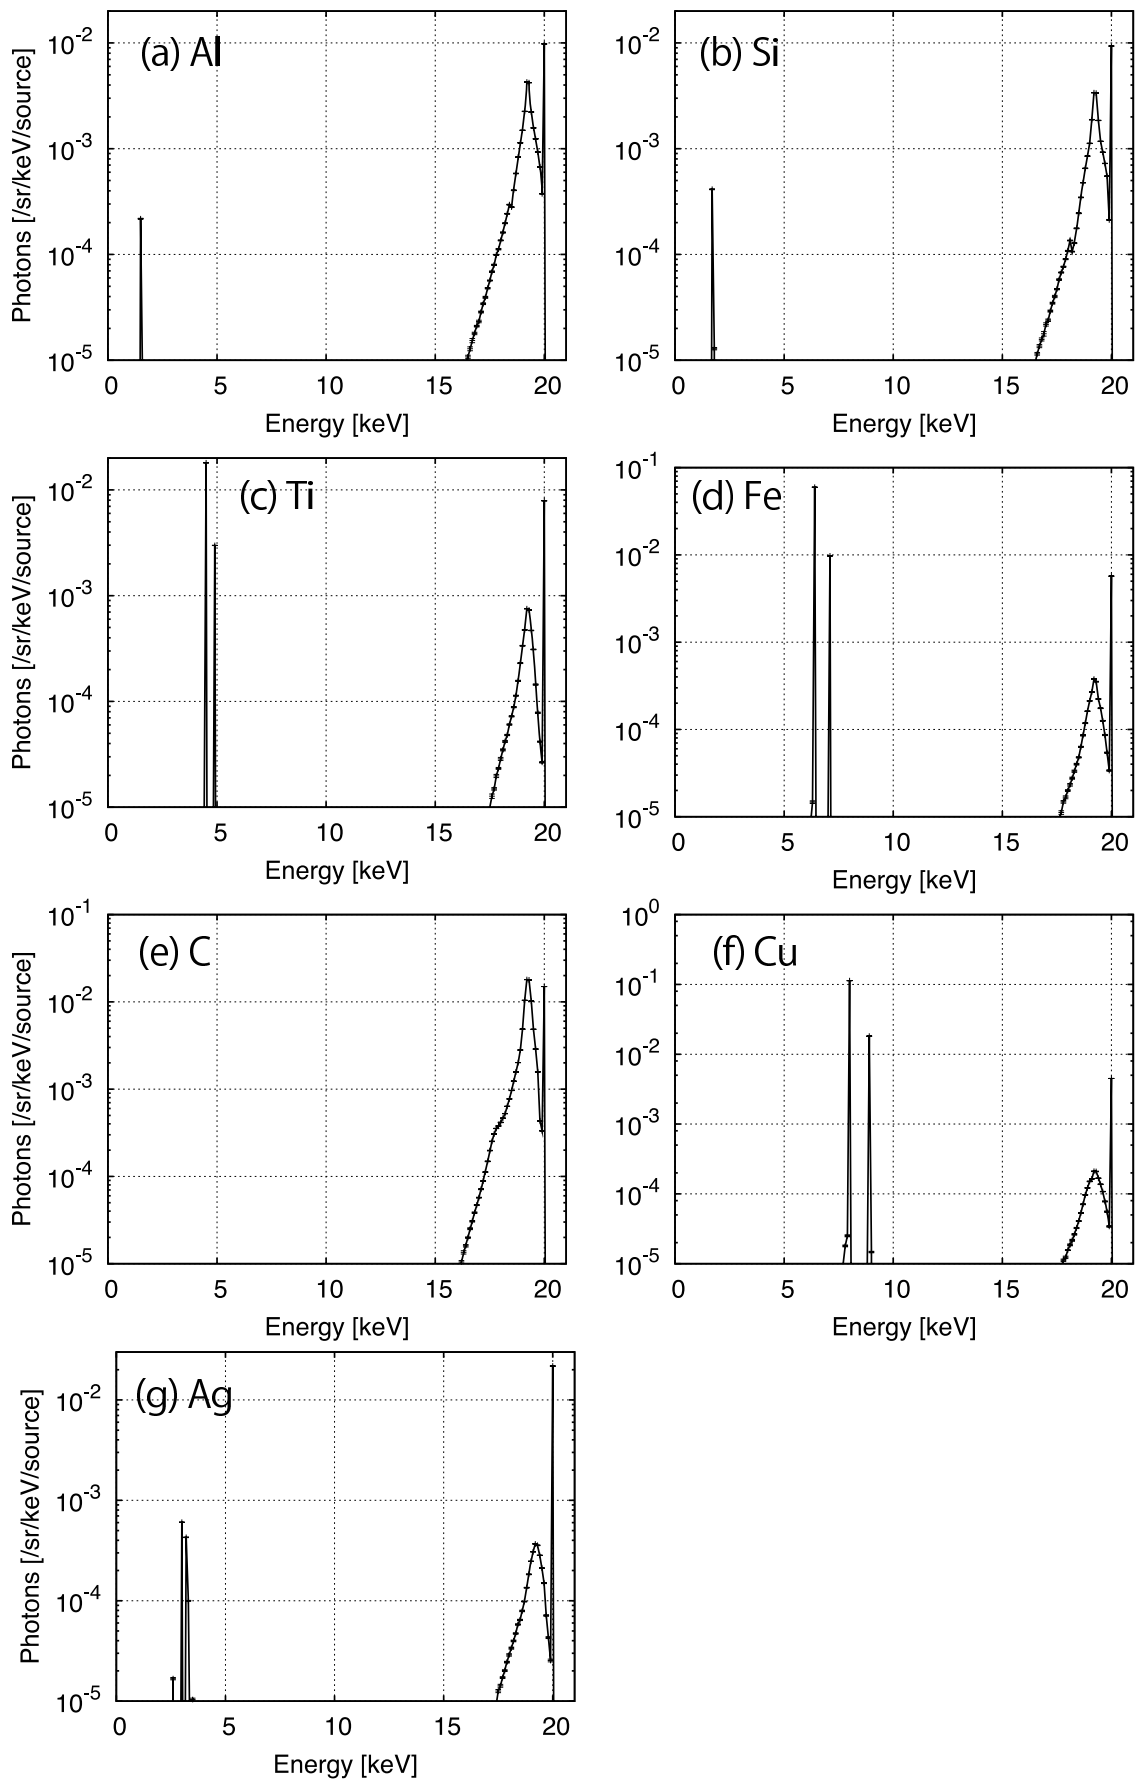 (a) Al
10^-2
10^-3
10^-4
10^-5
Photons [/sr/keV/source]
0 5 10 15 20
Energy [keV]
(b) Si
10^-2
10^-3
10^-4
10^-5
0 5 10 15 20
Energy [keV]
(c) Ti
10^-2
10^-3
10^-4
10^-5
Photons [/sr/keV/source]
0 5 10 15 20
Energy [keV]
(d) Fe
10^-1
10^-2
10^-3
10^-4
10^-5
0 5 10 15 20
Energy [keV]
(e) C
10^-1
10^-2
10^-3
10^-4
10^-5
Photons [/sr/keV/source]
0 5 10 15 20
Energy [keV]
(f) Cu
10^0
10^-1
10^-2
10^-3
10^-4
10^-5
0 5 10 15 20
Energy [keV]
(g) Ag
10^-2
10^-3
10^-4
10^-5
Photons [/sr/keV/source]
0 5 10 15 20
Energy [keV]